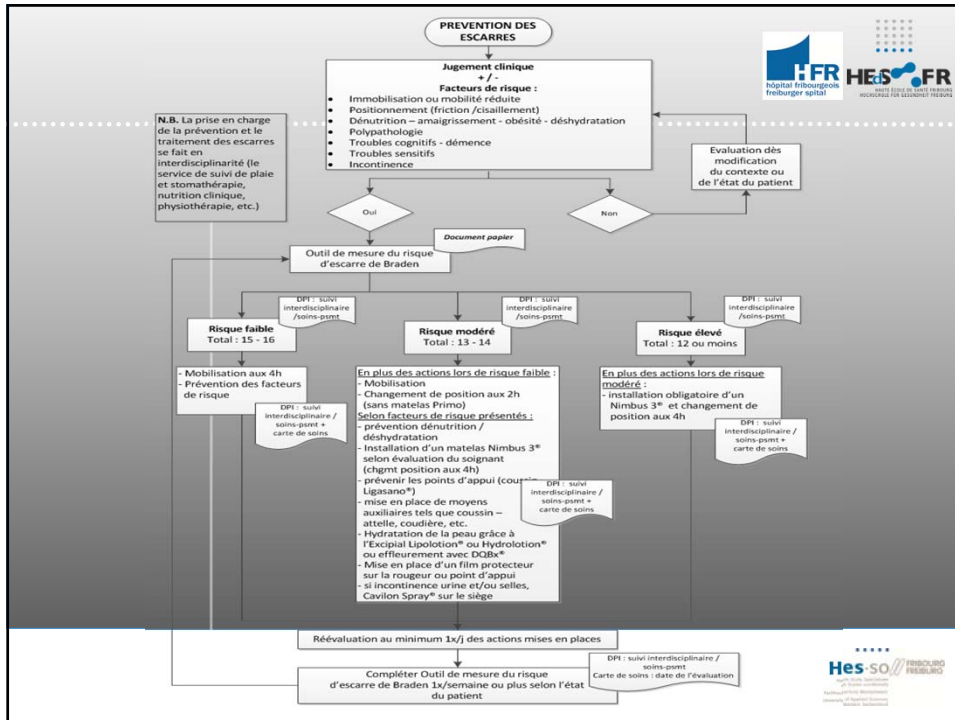 PREVENTION DES
ESCARRES
HFR
hôpital fribourgeois
freiburger spital
HEdS FR
HAUTE ÉCOLE DE SANTÉ FRIBOURG
HOCHSCHULE FÜR GESUNDHEIT FREIBURG
Jugement clinique
+ / -
Facteurs de risque :
• Immobilisation ou mobilité réduite
• Positionnement (friction /cisaillement)
• Dénutrition – amaigrissement - obésité - déshydratation
• Polypathologie
• Troubles cognitifs - démence
• Troubles sensitifs
• Incontinence
N.B. La prise en charge
de la prévention et le
traitement des escarres
se fait en
interdisciplinarité (le
service de suivi de plaie
et stomathérapie,
nutrition clinique,
physiothérapie, etc.)
Evaluation dès
modification
du contexte ou
de l'état du patient
Oui
Non
Document papier
Outil de mesure du risque
d'escarre de Braden
DPI : suivi
interdisciplinaire
/soins-psmt
Risque faible
Total : 15 - 16
DPI : suivi
interdisciplinaire
/soins-psmt
Risque modéré
Total : 13 - 14
DPI : suivi
interdisciplinaire
/soins-psmt
Risque élevé
Total : 12 ou moins
- Mobilisation aux 4h
- Prévention des facteurs
de risque
DPI : suivi
interdisciplinaire /
soins-psmt +
carte de soins
En plus des actions lors de risque faible :
- Mobilisation
- Changement de position aux 2h
(sans matelas Primo)
Selon facteurs de risque présentés :
- prévention dénutrition /
déshydratation
- Installation d'un matelas Nimbus 3®
selon évaluation du soignant
(chgmt position aux 4h)
- prévenir les points d'appui (coussin
Ligasano®)
- mise en place de moyens
auxiliaires tels que coussin –
attelle, coudière, etc.
- Hydratation de la peau grâce à
l'Excipial Lipolotion® ou Hydrolotion®
ou effleurement avec DQBx®
- Mise en place d'un film protecteur
sur la rougeur ou point d'appui
- si incontinence urine et/ou selles,
Cavilon Spray® sur le siège
DPI : suivi
interdisciplinaire /
soins-psmt +
carte de soins
En plus des actions lors de risque
modéré :
- installation obligatoire d'un
Nimbus 3® et changement de
position aux 4h
DPI : suivi
interdisciplinaire /
soins-psmt +
carte de soins
Réévaluation au minimum 1x/j des actions mises en places
Compléter Outil de mesure du risque
d'escarre de Braden 1x/semaine ou plus selon l'état
du patient
DPI : suivi interdisciplinaire /
soins-psmt
Carte de soins : date de l'évaluation
Hes·so// FRIBOURG
FREIBURG